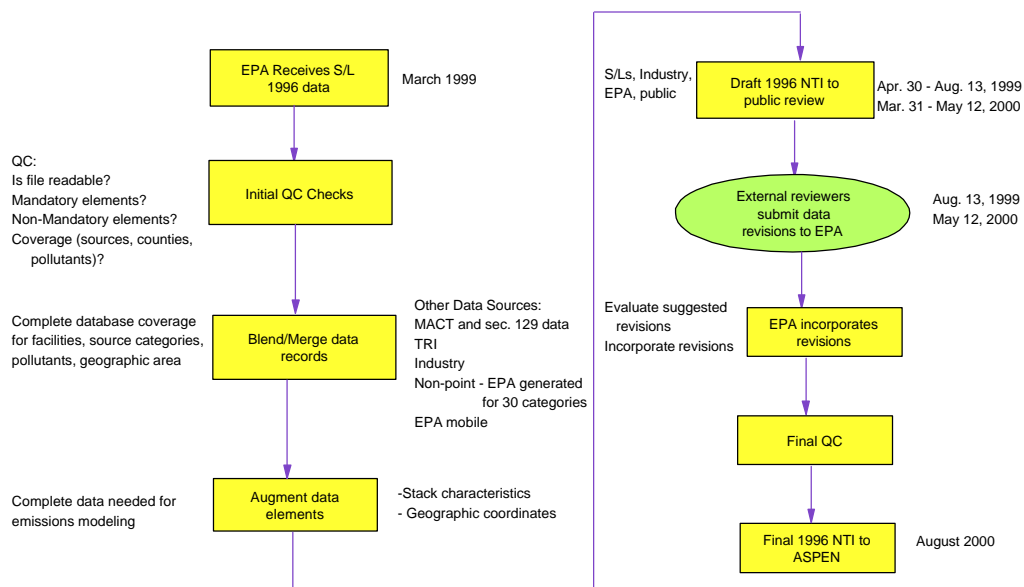 EPA Receives S/L
1996 data
March 1999
QC:
Is file readable?
Mandatory elements?
Non-Mandatory elements?
Coverage (sources, counties,
pollutants)?
Initial QC Checks
Complete database coverage
for facilities, source categories,
pollutants, geographic area
Blend/Merge data
records
Other Data Sources:
MACT and sec. 129 data
TRI
Industry
Non-point - EPA generated
for 30 categories
EPA mobile
Complete data needed for
emissions modeling
Augment data
elements
-Stack characteristics
- Geographic coordinates
S/Ls, Industry,
EPA, public
Draft 1996 NTI to
public review
Apr. 30 - Aug. 13, 1999
Mar. 31 - May 12, 2000
External reviewers
submit data
revisions to EPA
Aug. 13, 1999
May 12, 2000
Evaluate suggested
revisions
Incorporate revisions
EPA incorporates
revisions
Final QC
Final 1996 NTI to
ASPEN
August 2000